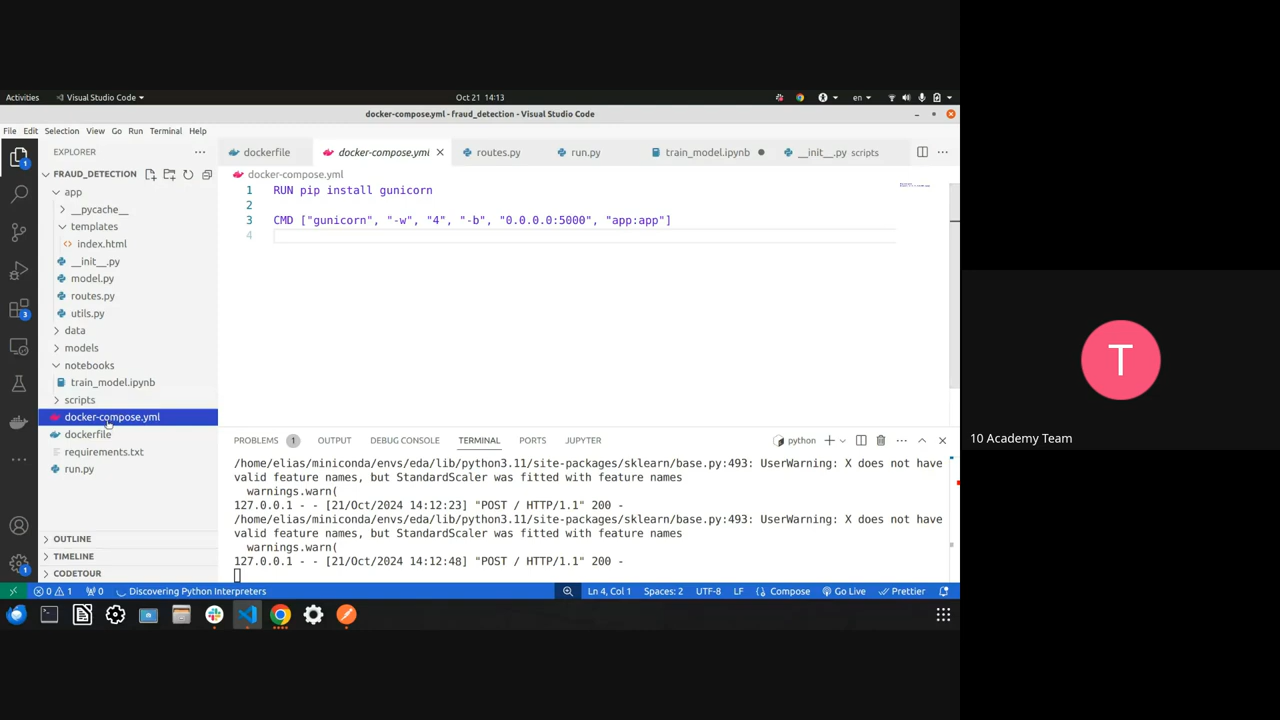 Activities
Visual Studio Code
Oct 21 14:13
en
docker-compose.yml - fraud_detection - Visual Studio Code
File Edit Selection View Go Run Terminal Help
EXPLORER
dockerfile
docker-compose.yml
routes.py
run.py
train_model.ipynb
__init__.py scripts
FRAUD_DETECTION
app
__pycache__
templates
index.html
__init__.py
model.py
routes.py
utils.py
data
models
notebooks
train_model.ipynb
scripts
docker-compose.yml
dockerfile
requirements.txt
run.py
OUTLINE
TIMELINE
CODETOUR
1
3
1
docker-compose.yml
1 RUN pip install gunicorn
2
3 CMD ["gunicorn", "-w", "4", "-b", "0.0.0.0:5000", "app:app"]
4
PROBLEMS 1 OUTPUT DEBUG CONSOLE TERMINAL PORTS JUPYTER
python
/home/elias/miniconda/envs/eda/lib/python3.11/site-packages/sklearn/base.py:493: UserWarning: X does not have
valid feature names, but StandardScaler was fitted with feature names
warnings.warn(
127.0.0.1 - - [21/Oct/2024 14:12:23] "POST / HTTP/1.1" 200 -
/home/elias/miniconda/envs/eda/lib/python3.11/site-packages/sklearn/base.py:493: UserWarning: X does not have
valid feature names, but StandardScaler was fitted with feature names
warnings.warn(
127.0.0.1 - - [21/Oct/2024 14:12:48] "POST / HTTP/1.1" 200 -
0 1 0 Discovering Python Interpreters
Ln 4, Col 1 Spaces: 2 UTF-8 LF Compose Go Live Prettier
T
10 Academy Team